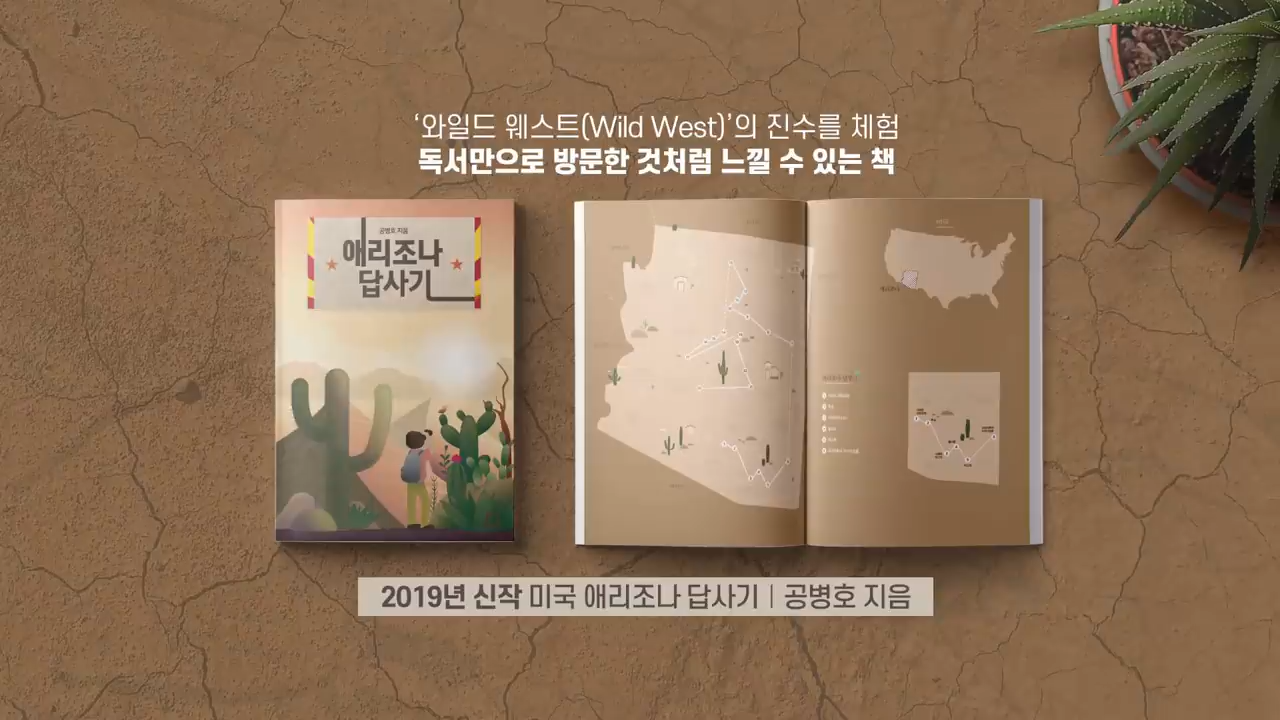 ‘와일드 웨스트(Wild West)’의 진수를 체험
독서만으로 방문한 것처럼 느낄 수 있는 책
공병호 지음
애리조나
답사기
2019년 신작 미국 애리조나 답사기 | 공병호 지음